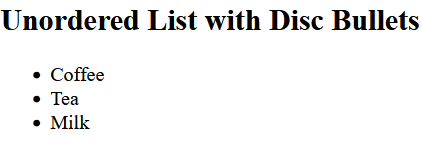 Unordered List with Disc Bullets
• Coffee
• Tea
• Milk